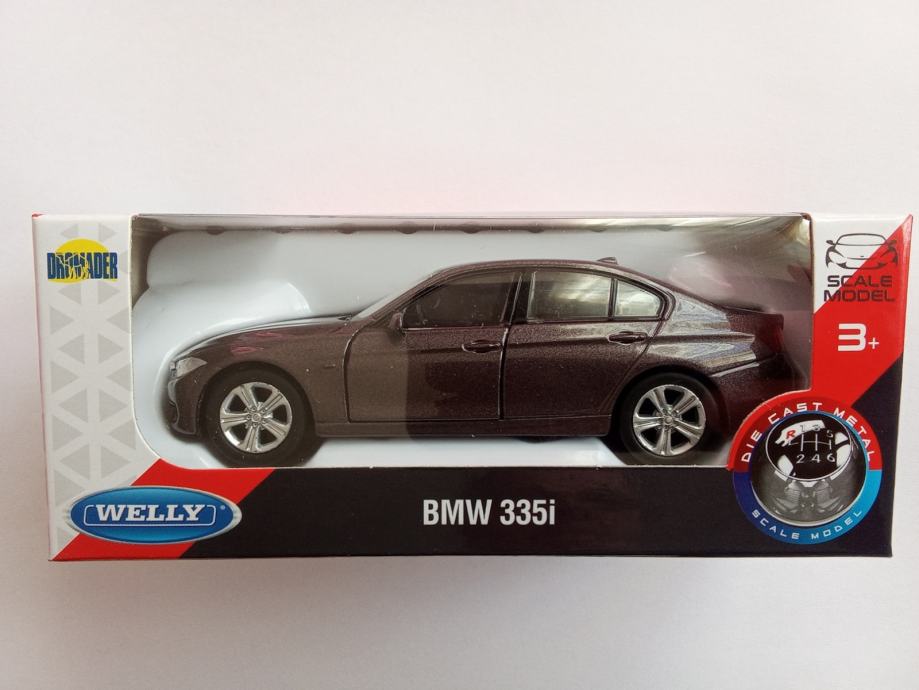 DROMADER
SCALE
MODEL
3+
DIE CAST METAL
R 1 3 5
2 4 6
SCALE MODEL
WELLY
BMW 335i